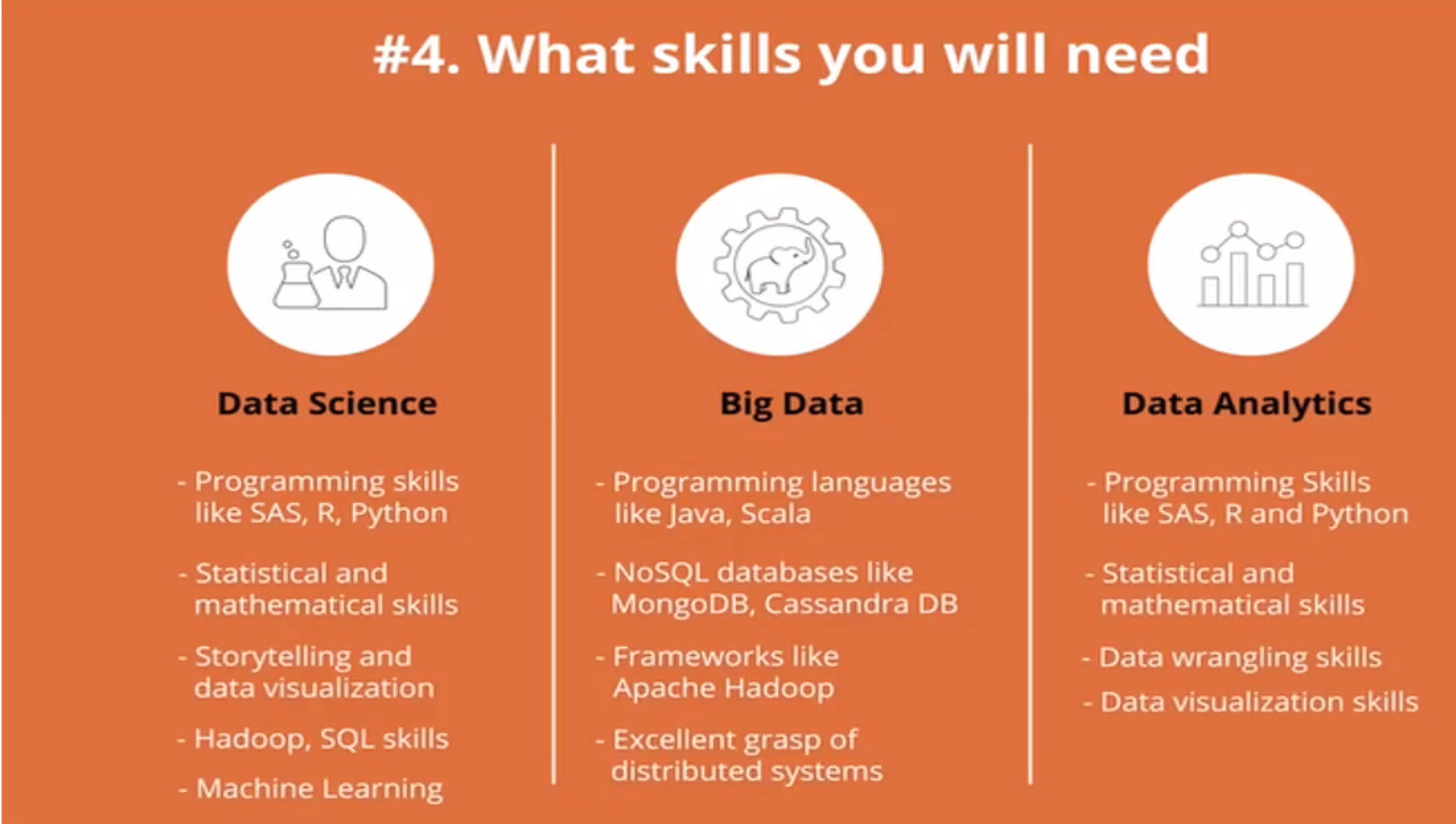 #4. What skills you will need
Data Science
- Programming skills
like SAS, R, Python
- Statistical and
mathematical skills
- Storytelling and
data visualization
- Hadoop, SQL skills
- Machine Learning
Big Data
- Programming languages
like Java, Scala
- NoSQL databases like
MongoDB, Cassandra DB
- Frameworks like
Apache Hadoop
- Excellent grasp of
distributed systems
Data Analytics
- Programming Skills
like SAS, R and Python
- Statistical and
mathematical skills
- Data wrangling skills
- Data visualization skills